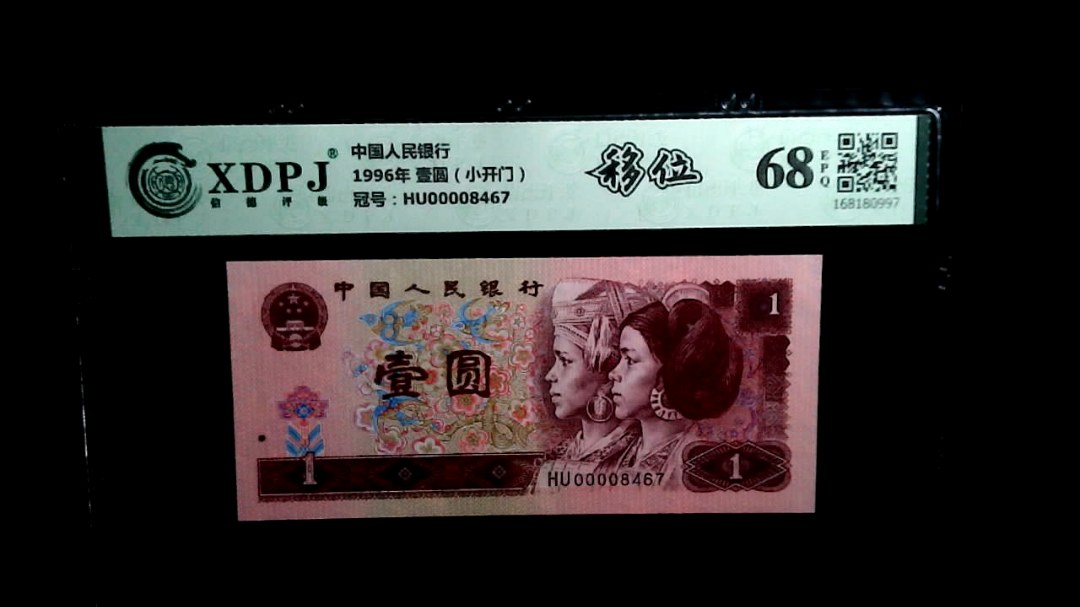 XDPJ®
信德评级
中国人民银行
1996年 壹圆（小开门）
冠号：HU00008467
移位
68
EPQ
168180997
中国人民银行
1
壹圆
1
HU00008467
1